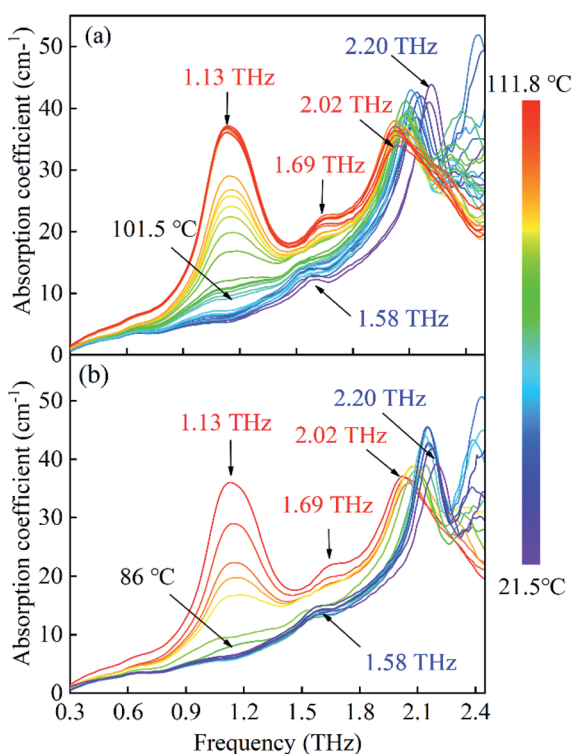 (a)
2.20 THz
1.13 THz
2.02 THz
1.69 THz
101.5 ℃
1.58 THz
50
40
30
20
10
0
Absorption coefficient (cm-1)
111.8 ℃
21.5℃
(b)
2.20 THz
1.13 THz
2.02 THz
1.69 THz
86 ℃
1.58 THz
50
40
30
20
10
0
Absorption coefficient (cm-1)
0.3 0.6 0.9 1.2 1.5 1.8 2.1 2.4
Frequency (THz)